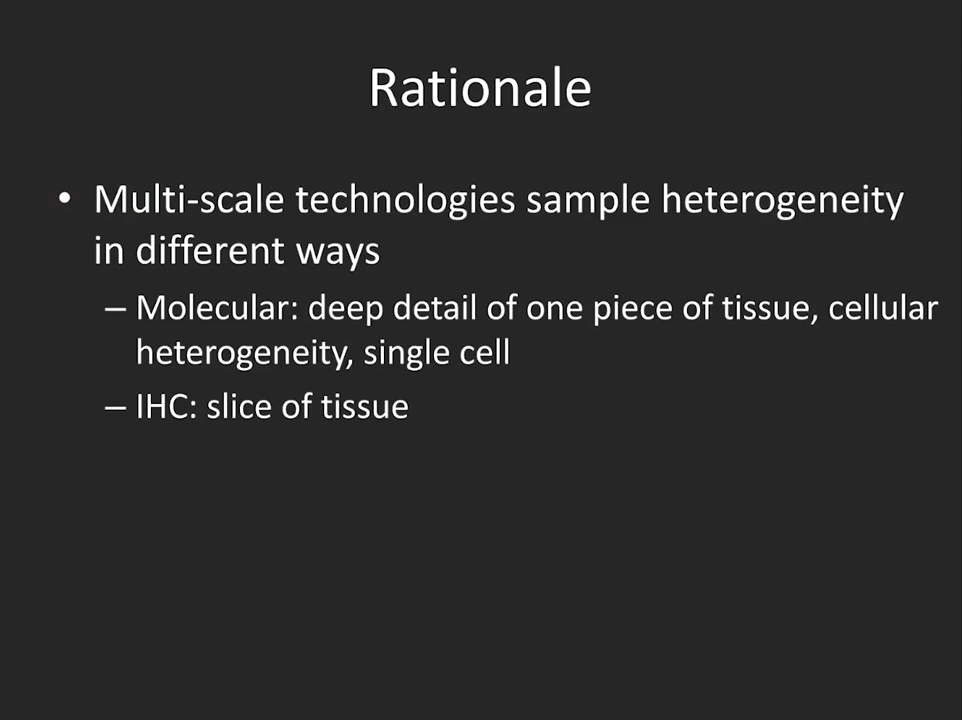 Rationale
• Multi-scale technologies sample heterogeneity
in different ways
– Molecular: deep detail of one piece of tissue, cellular
heterogeneity, single cell
– IHC: slice of tissue